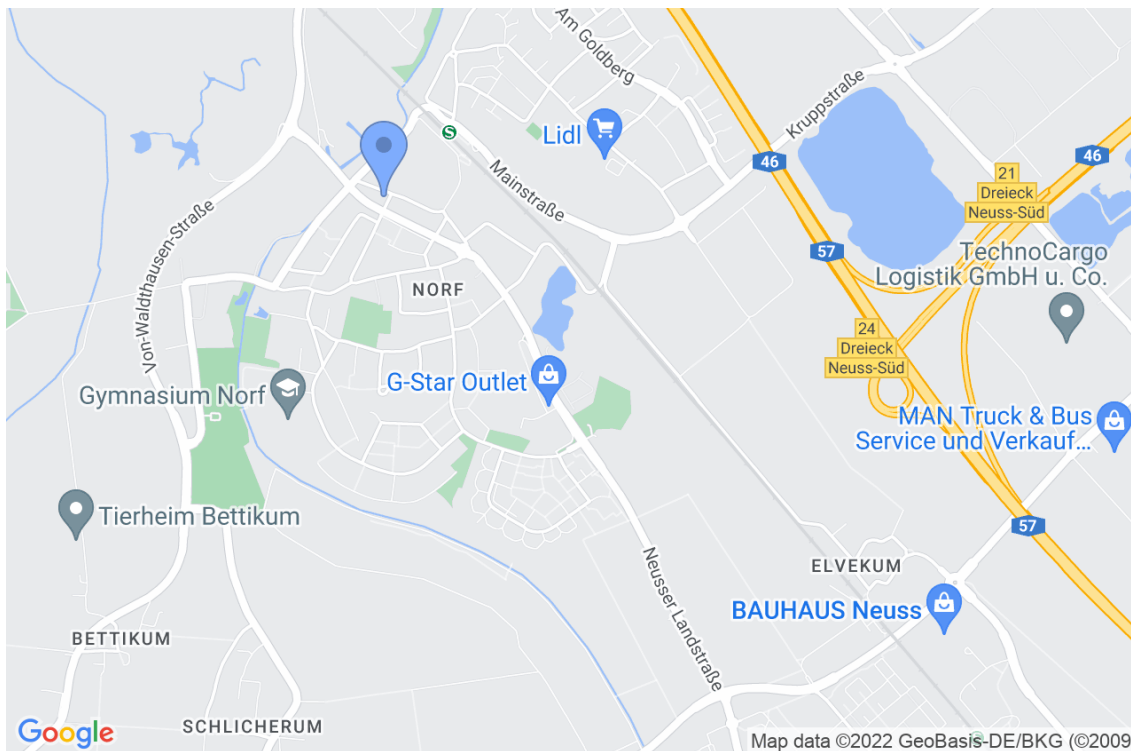 Am Goldberg
Kruppstraße
Lidl
46
46
21
Dreieck
Neuss-Süd
Mainstraße
Von-Waldthausen-Straße
57
TechnoCargo
Logistik GmbH u. Co.
NORF
24
Dreieck
Neuss-Süd
G-Star Outlet
Gymnasium Norf
MAN Truck & Bus
Service und Verkauf...
Tierheim Bettikum
57
Neusser Landstraße
ELVEKUM
BAUHAUS Neuss
BETTIKUM
SCHLICHERUM
Google
Map data ©2022 GeoBasis-DE/BKG (©2009